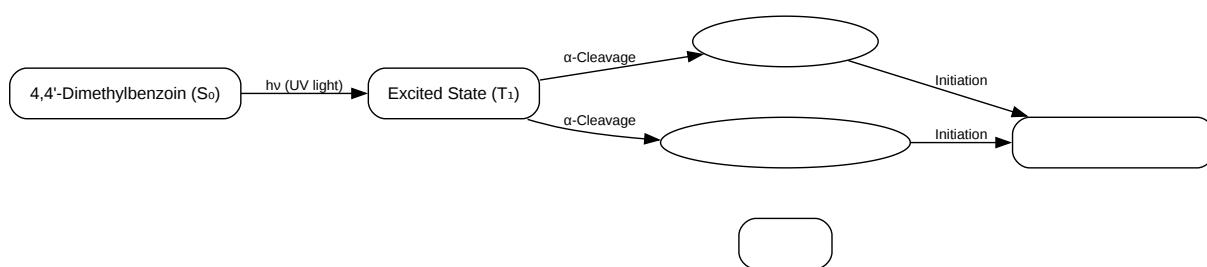 4,4'-Dimethylbenzoin (S₀)
hν (UV light)
Excited State (T₁)
α-Cleavage
α-Cleavage
Initiation
Initiation